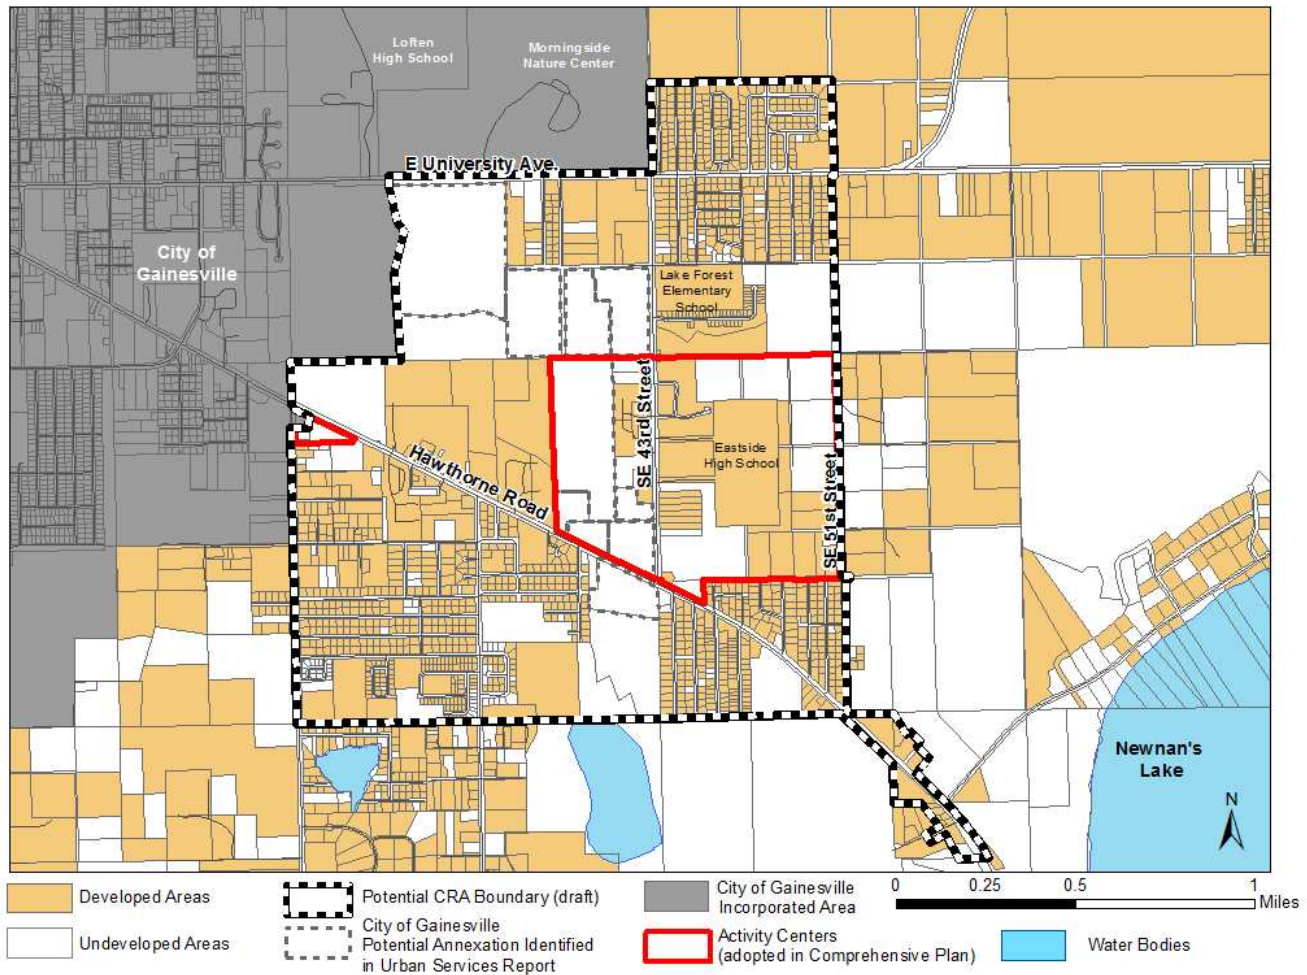 Loften
High School
Morningside
Nature Center
E University Ave.
City of
Gainesville
Lake Forest
Elementary
School
SE 43rd Street
Eastside
High School
Hawthorne Road
SE 51st Street
Newnan's
Lake
N
Developed Areas
Undeveloped Areas
Potential CRA Boundary (draft)
City of Gainesville
Potential Annexation Identified
in Urban Services Report
City of Gainesville
Incorporated Area
Activity Centers
(adopted in Comprehensive Plan)
0 0.25 0.5 1
Miles
Water Bodies